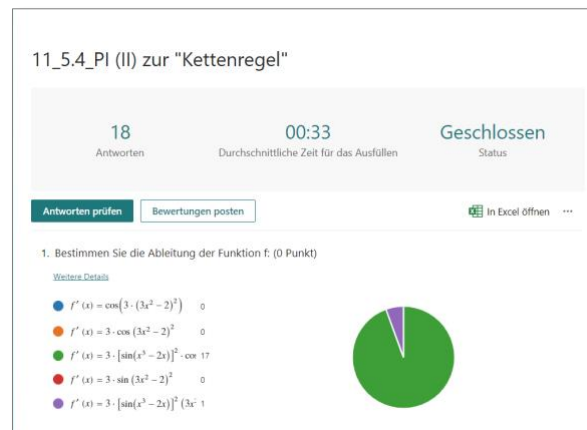 11_5.4_PI (II) zur "Kettenregel"
18
Antworten
00:33
Durchschnittliche Zeit für das Ausfüllen
Geschlossen
Status
Antworten prüfen
Bewertungen posten
In Excel öffnen ...
1. Bestimmen Sie die Ableitung der Funktion f: (0 Punkt)
Weitere Details
f' (x) = cos(3 · (3x² − 2)²) 0
f' (x) = 3 · cos (3x² − 2)² 0
f' (x) = 3 · [sin(x³ − 2x)]² · cos 17
f' (x) = 3 · sin (3x² − 2)² 0
f' (x) = 3 · [sin(x³ − 2x)]² (3x² 1